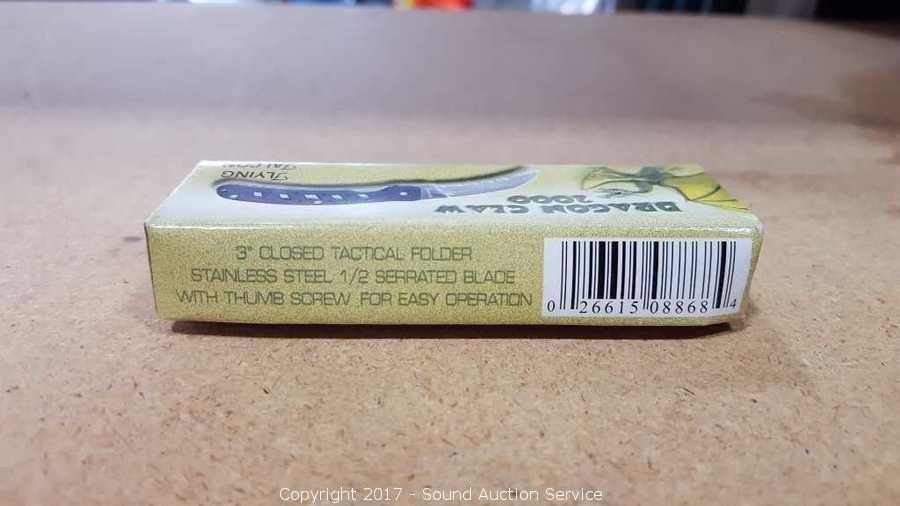 FLYING
FALCON
DRAGON CLAW
2000
3" CLOSED TACTICAL FOLDER
STAINLESS STEEL 1/2 SERRATED BLADE
WITH THUMB SCREW FOR EASY OPERATION
0 26615 08868 4
Copyright 2017 - Sound Auction Service